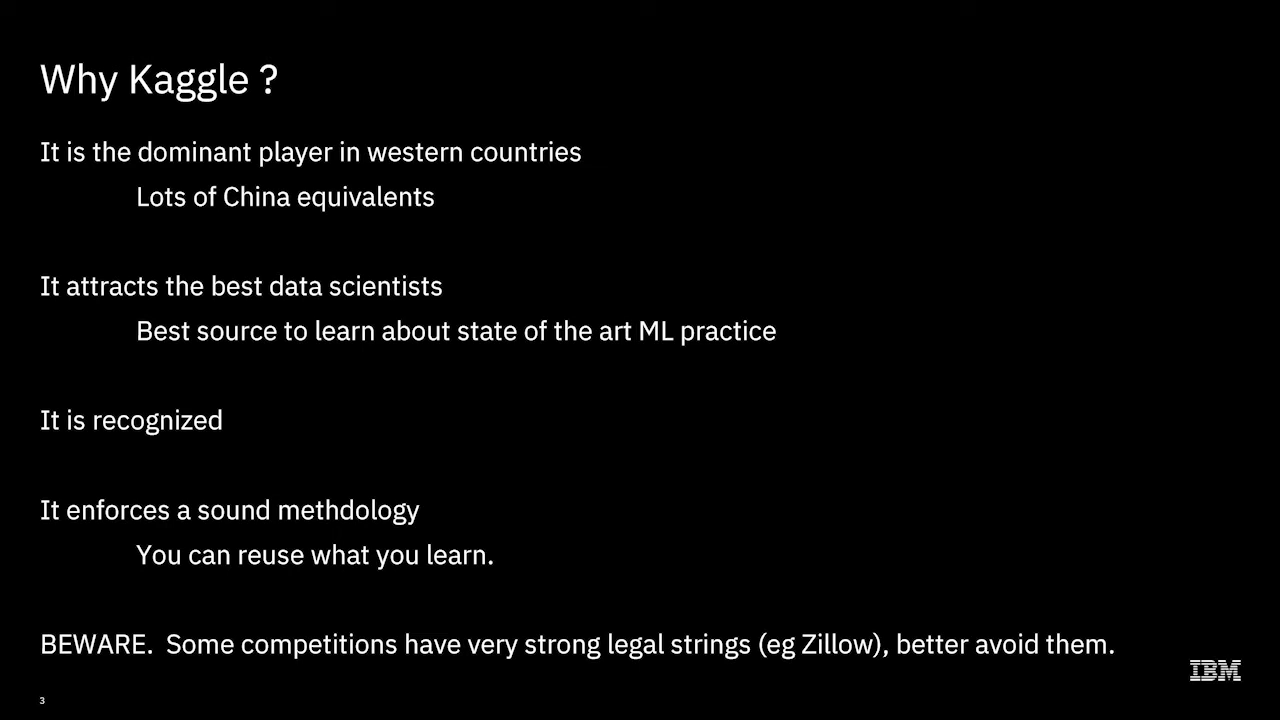 Why Kaggle ?
It is the dominant player in western countries
Lots of China equivalents
It attracts the best data scientists
Best source to learn about state of the art ML practice
It is recognized
It enforces a sound methdology
You can reuse what you learn.
BEWARE.  Some competitions have very strong legal strings (eg Zillow), better avoid them.
IBM
3